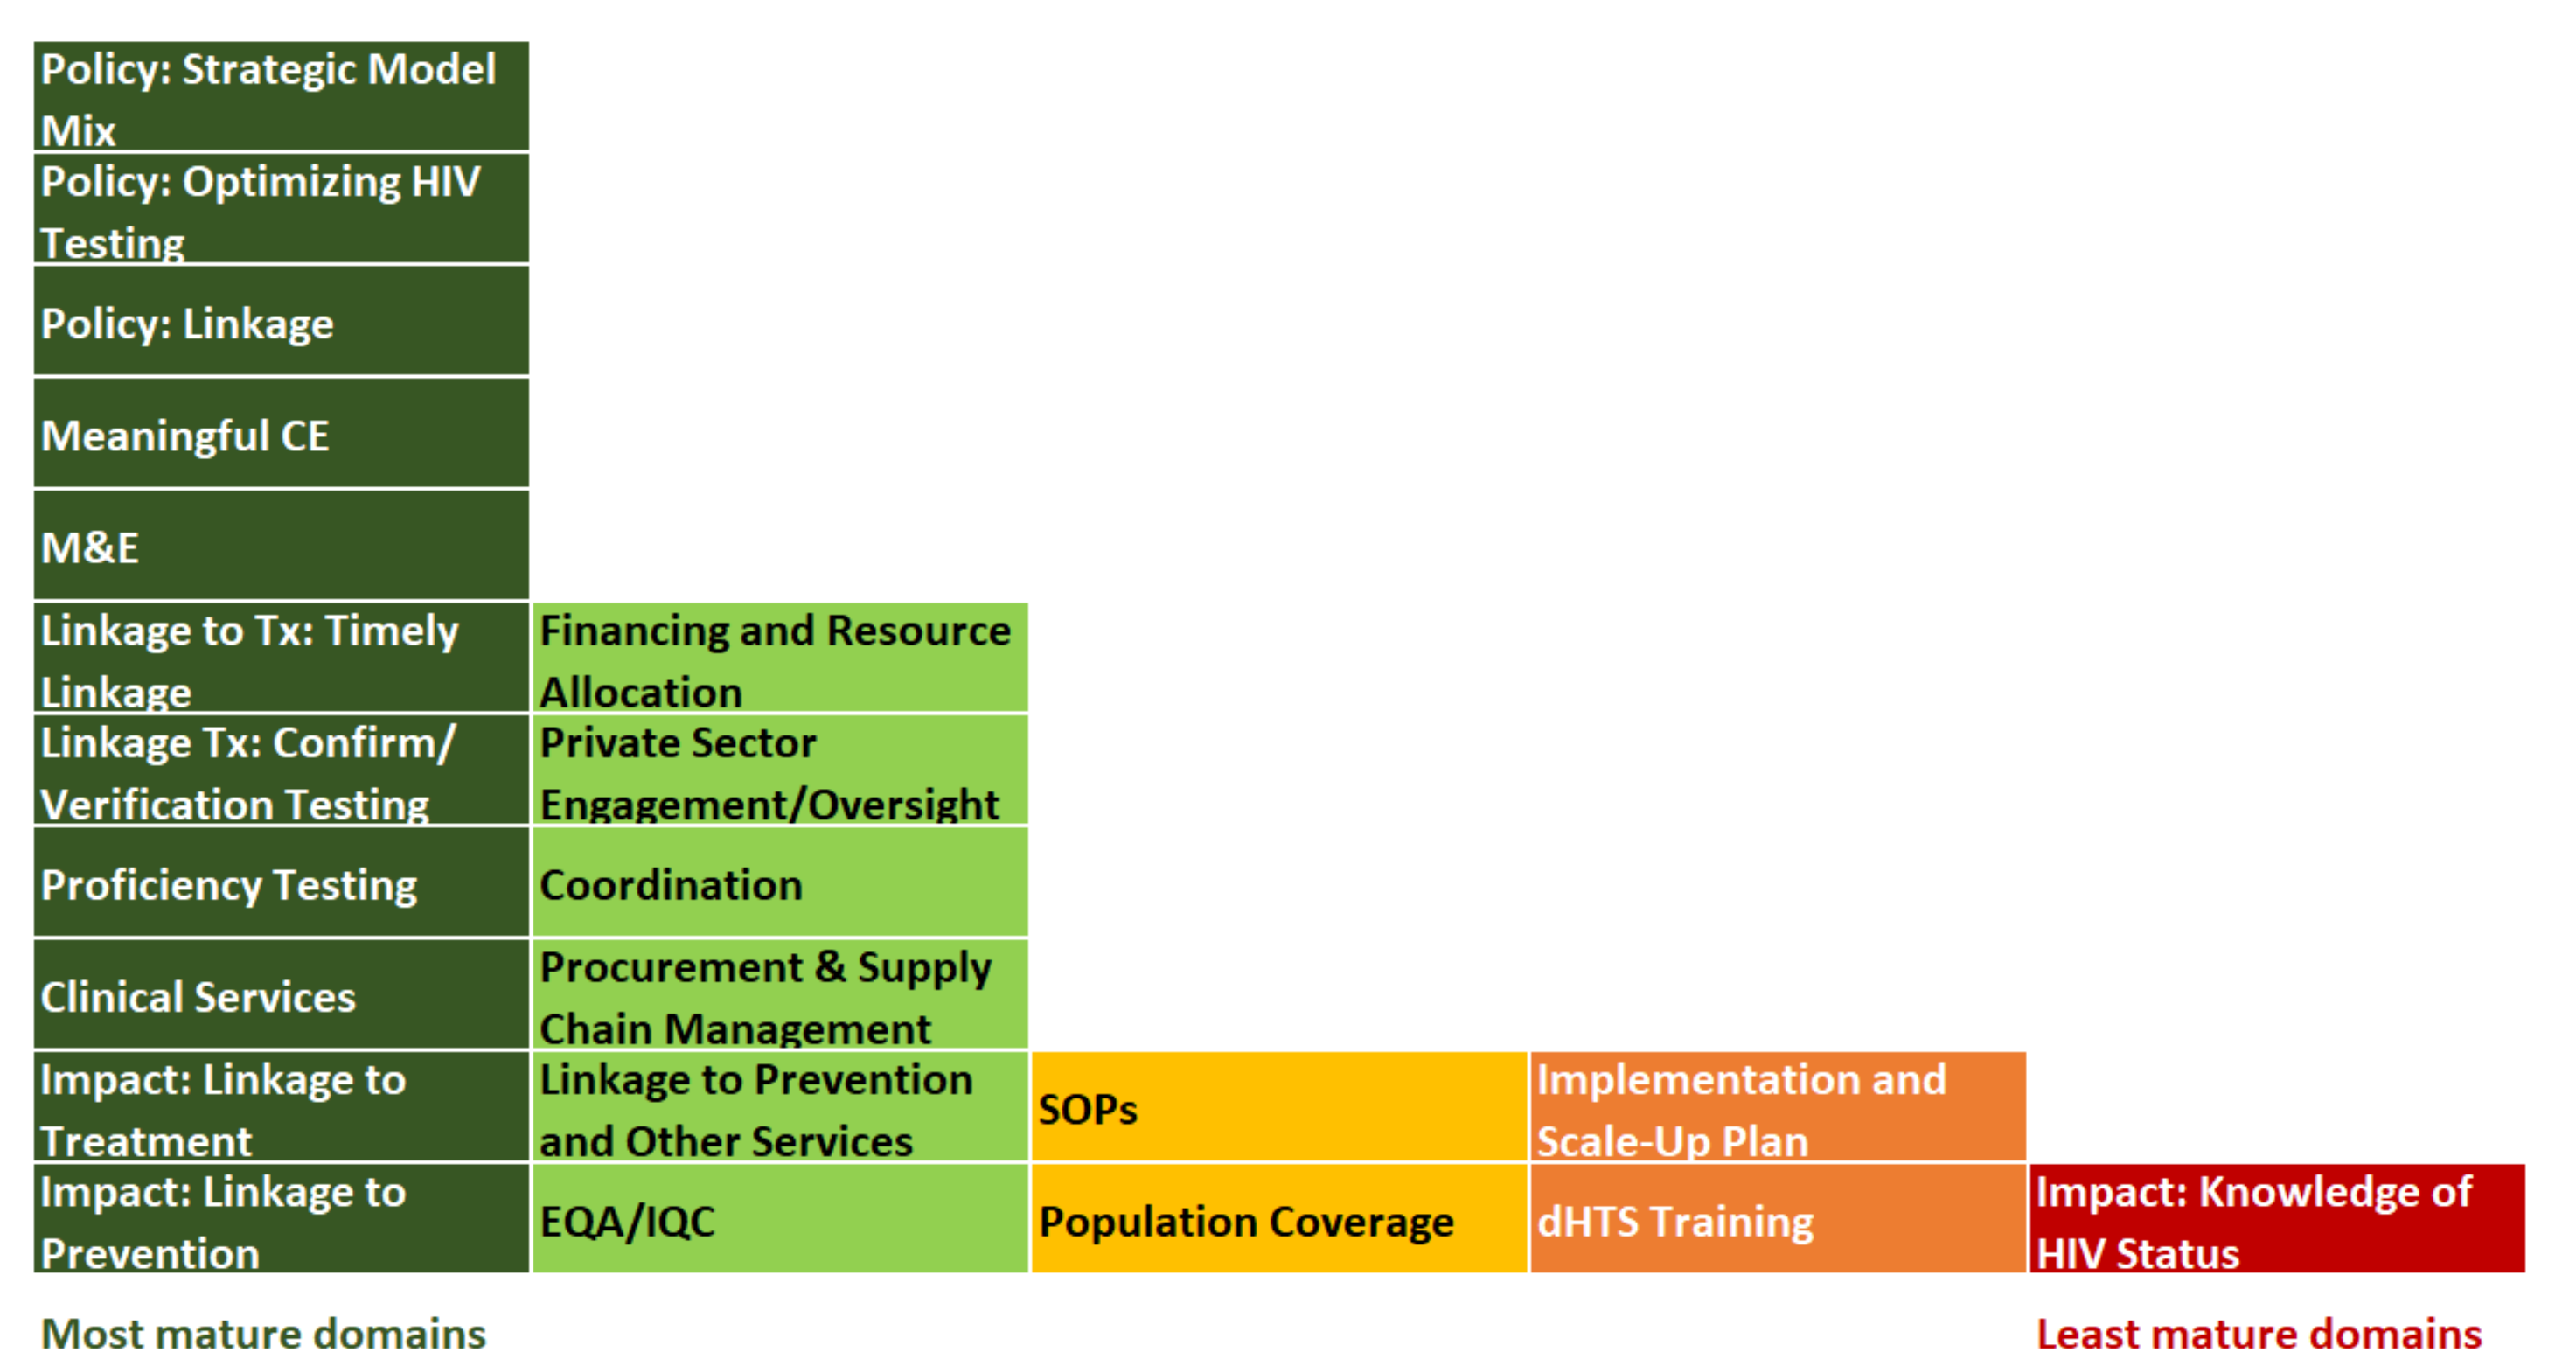 Policy: Strategic Model
Mix
Policy: Optimizing HIV
Testing
Policy: Linkage
Meaningful CE
M&E
Linkage to Tx: Timely
Linkage
Financing and Resource
Allocation
Linkage Tx: Confirm/
Verification Testing
Private Sector
Engagement/Oversight
Proficiency Testing
Coordination
Clinical Services
Procurement & Supply
Chain Management
Impact: Linkage to
Treatment
Linkage to Prevention
and Other Services
SOPs
Implementation and
Scale-Up Plan
Impact: Linkage to
Prevention
EQA/IQC
Population Coverage
dHTS Training
Impact: Knowledge of
HIV Status
Most mature domains
Least mature domains